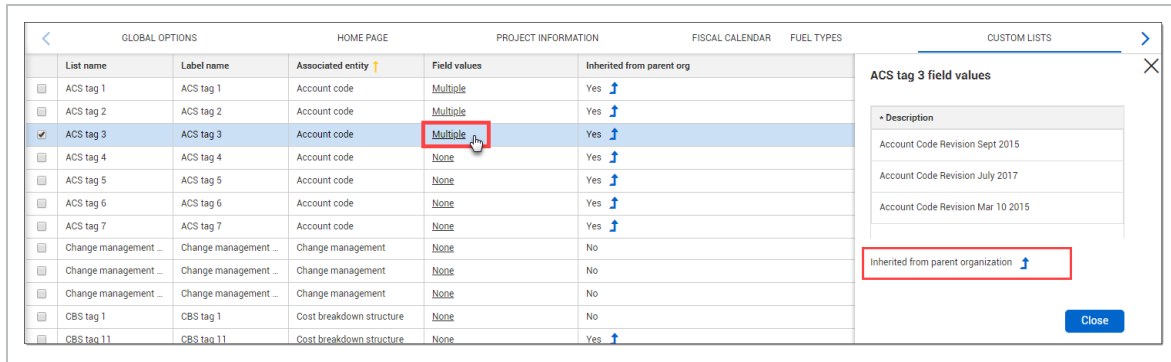 GLOBAL OPTIONS HOME PAGE PROJECT INFORMATION FISCAL CALENDAR FUEL TYPES CUSTOM LISTS
List name Label name Associated entity Field values Inherited from parent org
ACS tag 1 ACS tag 1 Account code Multiple Yes
ACS tag 2 ACS tag 2 Account code Multiple Yes
ACS tag 3 ACS tag 3 Account code Multiple Yes
ACS tag 4 ACS tag 4 Account code None Yes
ACS tag 5 ACS tag 5 Account code None Yes
ACS tag 6 ACS tag 6 Account code None Yes
ACS tag 7 ACS tag 7 Account code None Yes
Change management ... Change management ... Change management None No
Change management ... Change management ... Change management None No
Change management ... Change management ... Change management None No
CBS tag 1 CBS tag 1 Cost breakdown structure None No
CBS tag 11 CBS tag 11 Cost breakdown structure None Yes
ACS tag 3 field values
Description
Account Code Revision Sept 2015
Account Code Revision July 2017
Account Code Revision Mar 10 2015
Inherited from parent organization
Close